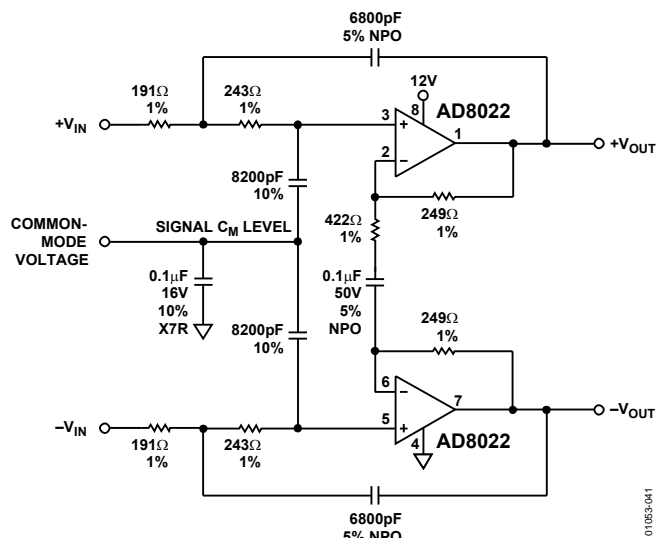 6800pF
5% NPO
191Ω
1%
243Ω
1%
12V
8
AD8022
+VIN
3
+
1
+VOUT
2
−
8200pF
10%
422Ω
1%
249Ω
1%
COMMON-
MODE
VOLTAGE
SIGNAL CM LEVEL
0.1μF
16V
10%
X7R
0.1μF
50V
5%
NPO
8200pF
10%
249Ω
1%
6
−
7
−VOUT
−VIN
5
+
4
AD8022
191Ω
1%
243Ω
1%
6800pF
5% NPO
01053-041